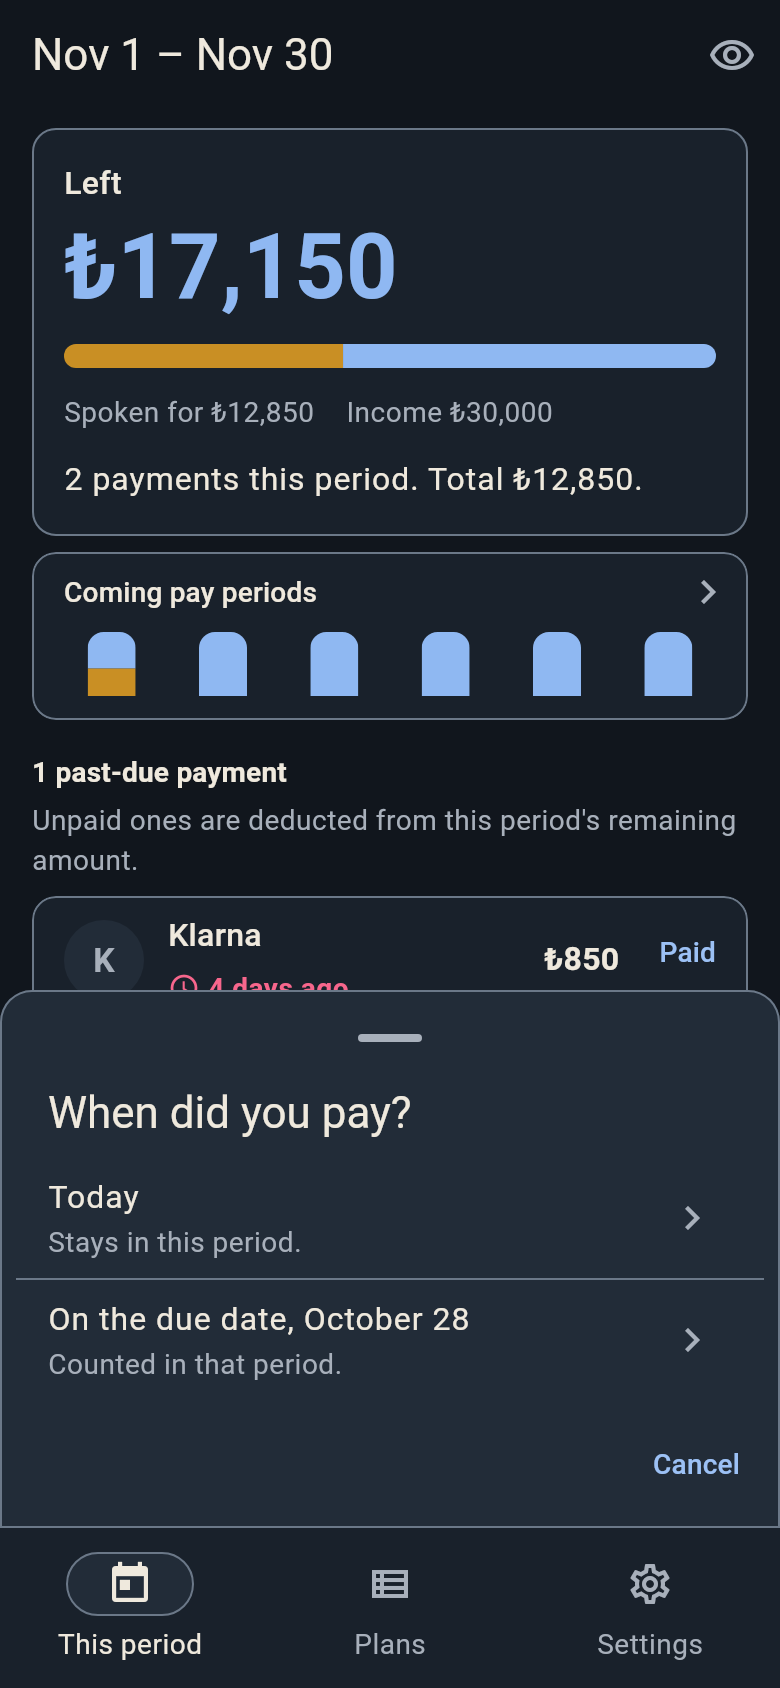 Nov 1 – Nov 30
Left
₺17,150
Spoken for ₺12,850 Income ₺30,000
2 payments this period. Total ₺12,850.
Coming pay periods
1 past-due payment
Unpaid ones are deducted from this period's remaining
amount.
K
Klarna
₺850
Paid
4 days ago
When did you pay?
Today
Stays in this period.
On the due date, October 28
Counted in that period.
Cancel
This period
Plans
Settings